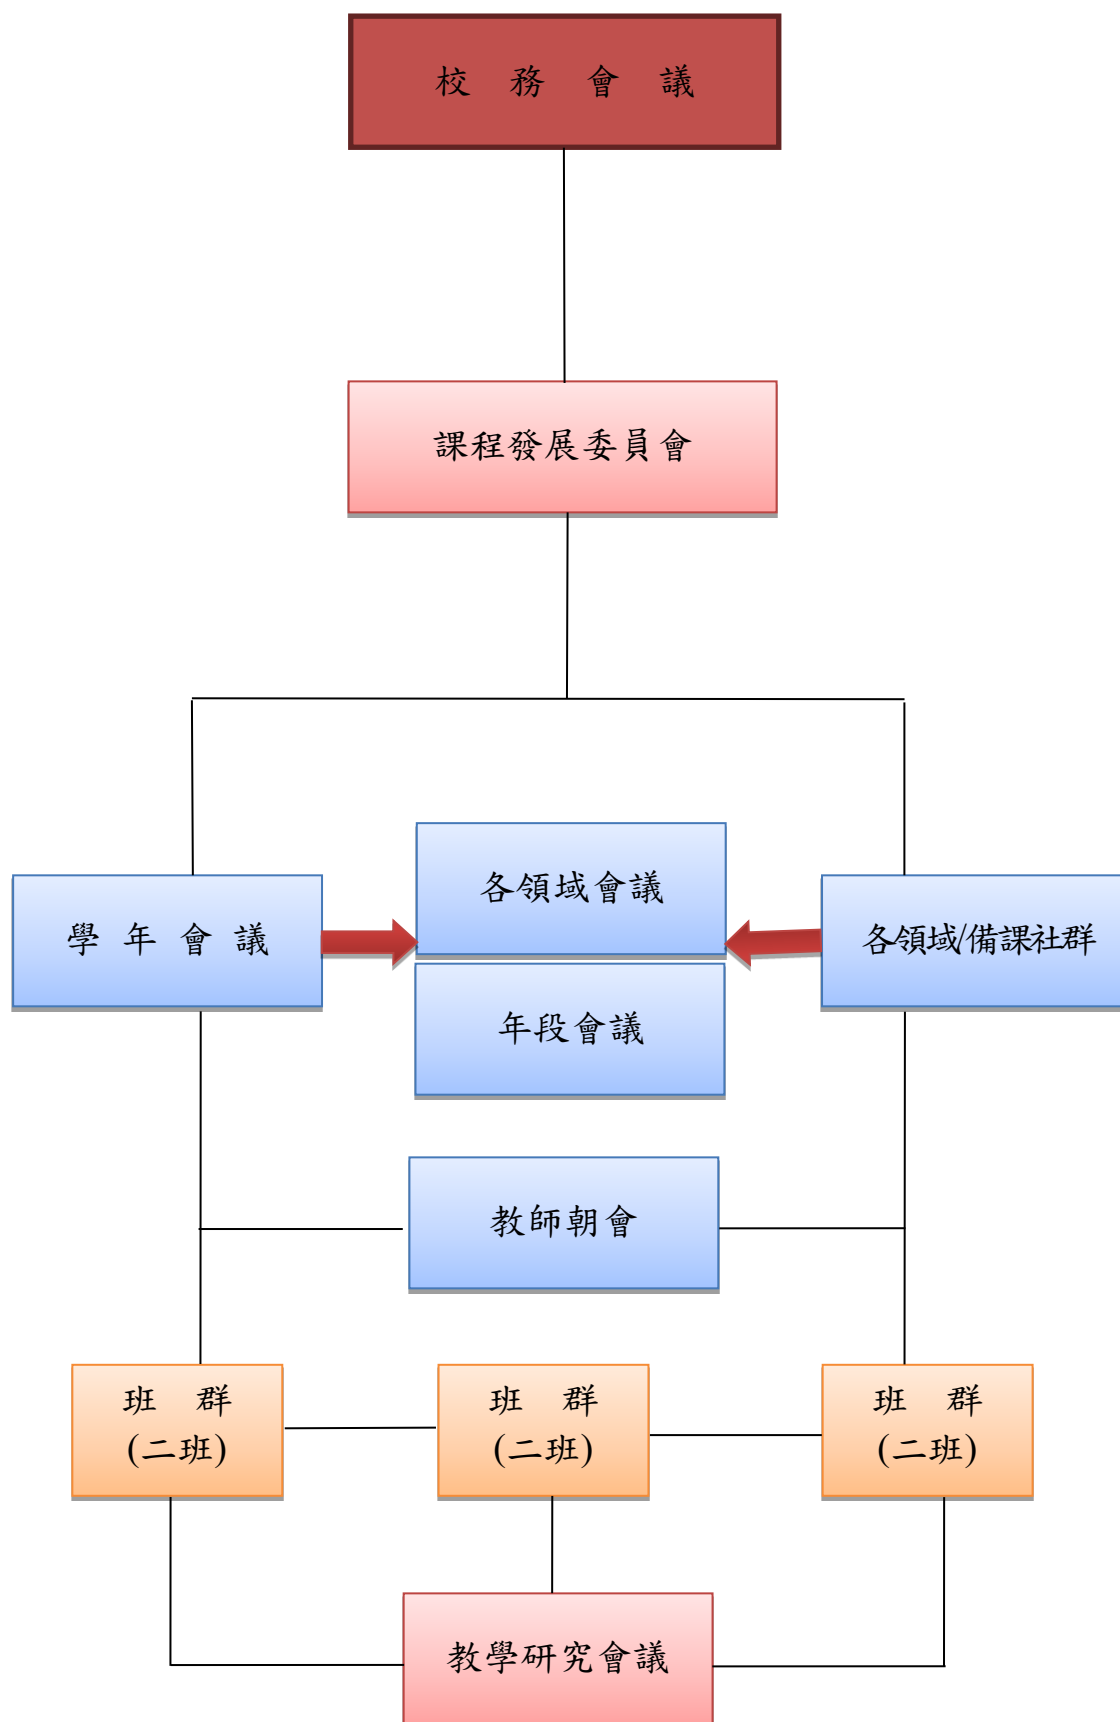 校務會議
課程發展委員會
各領域會議
學年會議
各領域/備課社群
年段會議
教師朝會
班群
(二班)
班群
(二班)
班群
(二班)
教學研究會議